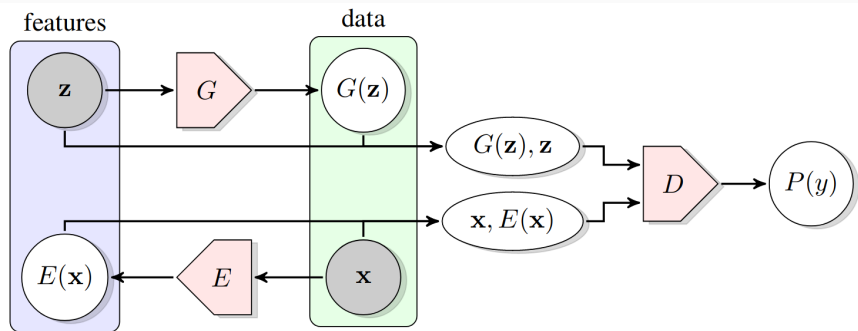 features
data
z
G
G(z)
G(z), z
D
P(y)
x, E(x)
E(x)
E
x